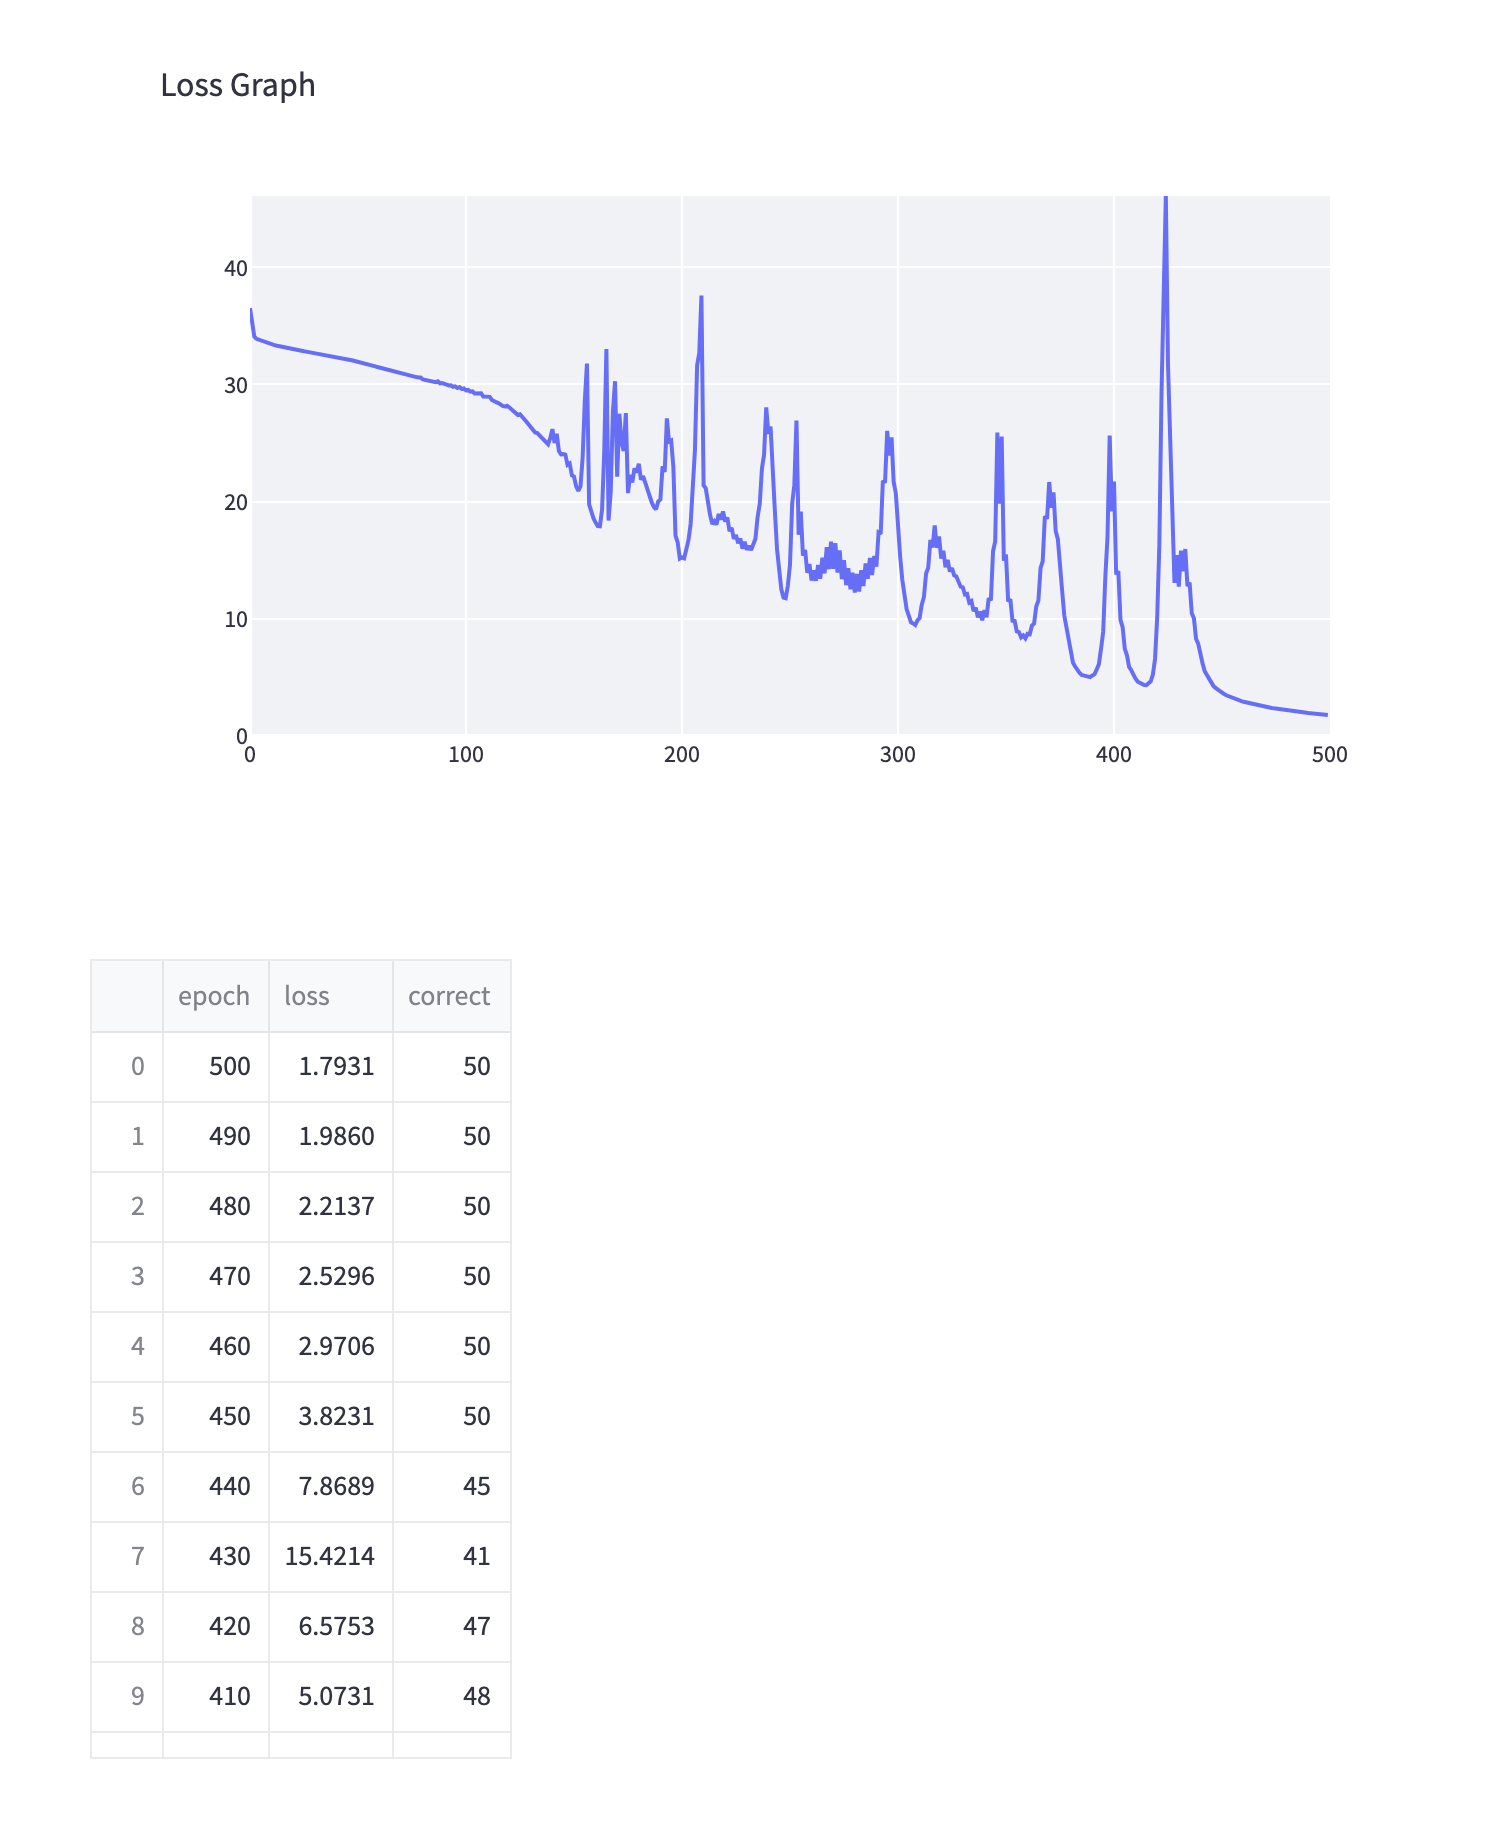 Loss Graph
40
30
20
10
0
0 100 200 300 400 500
epoch loss correct
0 500 1.7931 50
1 490 1.9860 50
2 480 2.2137 50
3 470 2.5296 50
4 460 2.9706 50
5 450 3.8231 50
6 440 7.8689 45
7 430 15.4214 41
8 420 6.5753 47
9 410 5.0731 48